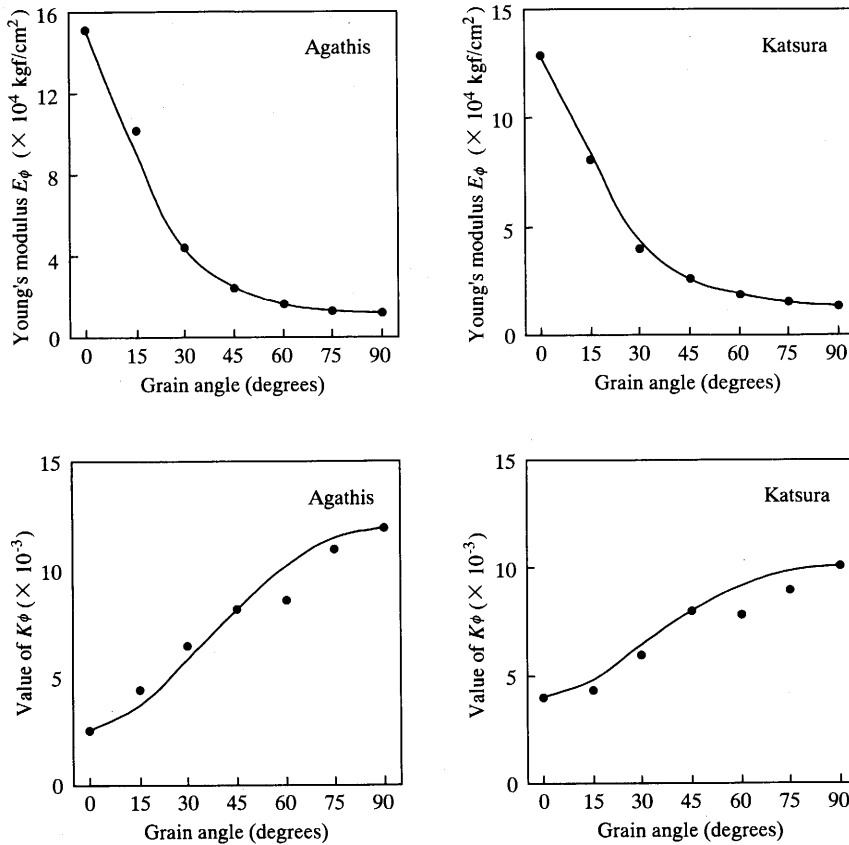 Agathis
Young's modulus Eφ (× 10⁴ kgf/cm²)
16
12
8
4
0
0 15 30 45 60 75 90
Grain angle (degrees)
Katsura
Young's modulus Eφ (× 10⁴ kgf/cm²)
15
10
5
0
0 15 30 45 60 75 90
Grain angle (degrees)
Agathis
Value of Kφ (× 10⁻³)
15
10
5
0
0 15 30 45 60 75 90
Grain angle (degrees)
Katsura
Value of Kφ (× 10⁻³)
15
10
5
0
0 15 30 45 60 75 90
Grain angle (degrees)